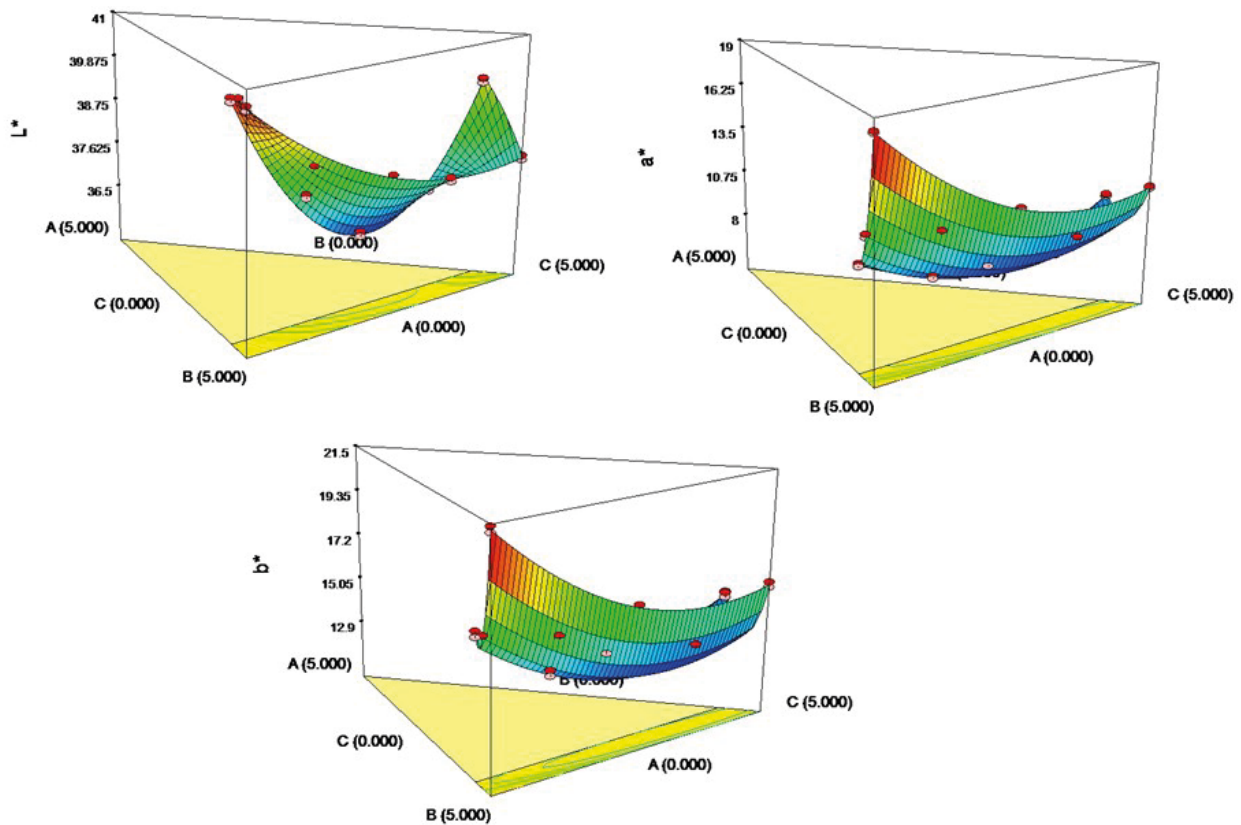 41
39.875
38.75
37.625
36.5
L*
A (5.000)
B (0.000)
C (5.000)
C (0.000)
A (0.000)
B (5.000)
19
16.25
13.5
10.75
8
a*
A (5.000)
C (5.000)
C (0.000)
A (0.000)
B (5.000)
21.5
19.35
17.2
15.05
12.9
b*
A (5.000)
B (0.000)
C (5.000)
C (0.000)
A (0.000)
B (5.000)